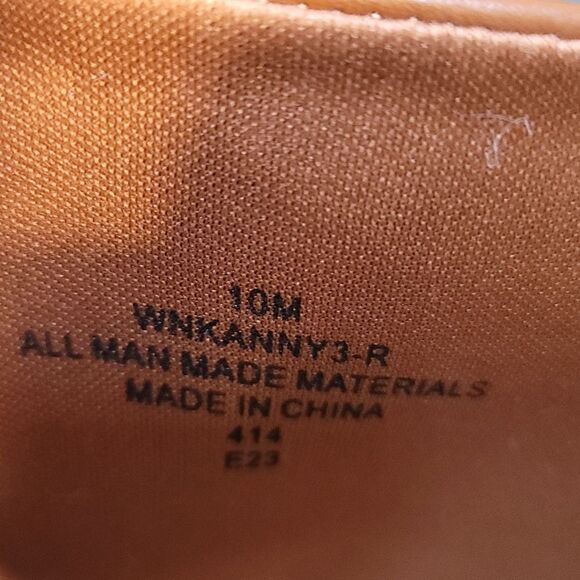 10M
WNKANNY3-R
ALL MAN MADE MATERIALS
MADE IN CHINA
414
E23